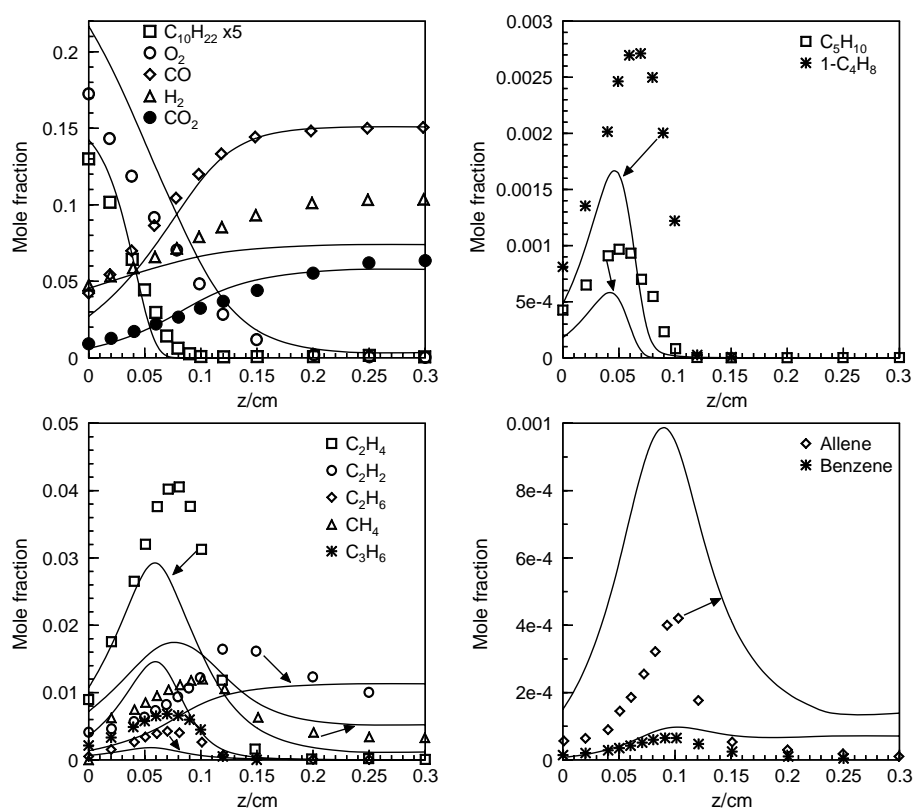 Mole fraction
0.2
0.15
0.1
0.05
0
C₁₀H₂₂ x5
O₂
CO
H₂
CO₂
0 0.05 0.1 0.15 0.2 0.25 0.3
z/cm
Mole fraction
0.003
0.0025
0.002
0.0015
0.001
5e-4
0
C₅H₁₀
1-C₄H₈
0 0.05 0.1 0.15 0.2 0.25 0.3
z/cm
Mole fraction
0.05
0.04
0.03
0.02
0.01
0
C₂H₄
C₂H₂
C₂H₆
CH₄
C₃H₆
0 0.05 0.1 0.15 0.2 0.25 0.3
z/cm
Mole fraction
0.001
8e-4
6e-4
4e-4
2e-4
0
Allene
Benzene
0 0.05 0.1 0.15 0.2 0.25 0.3
z/cm